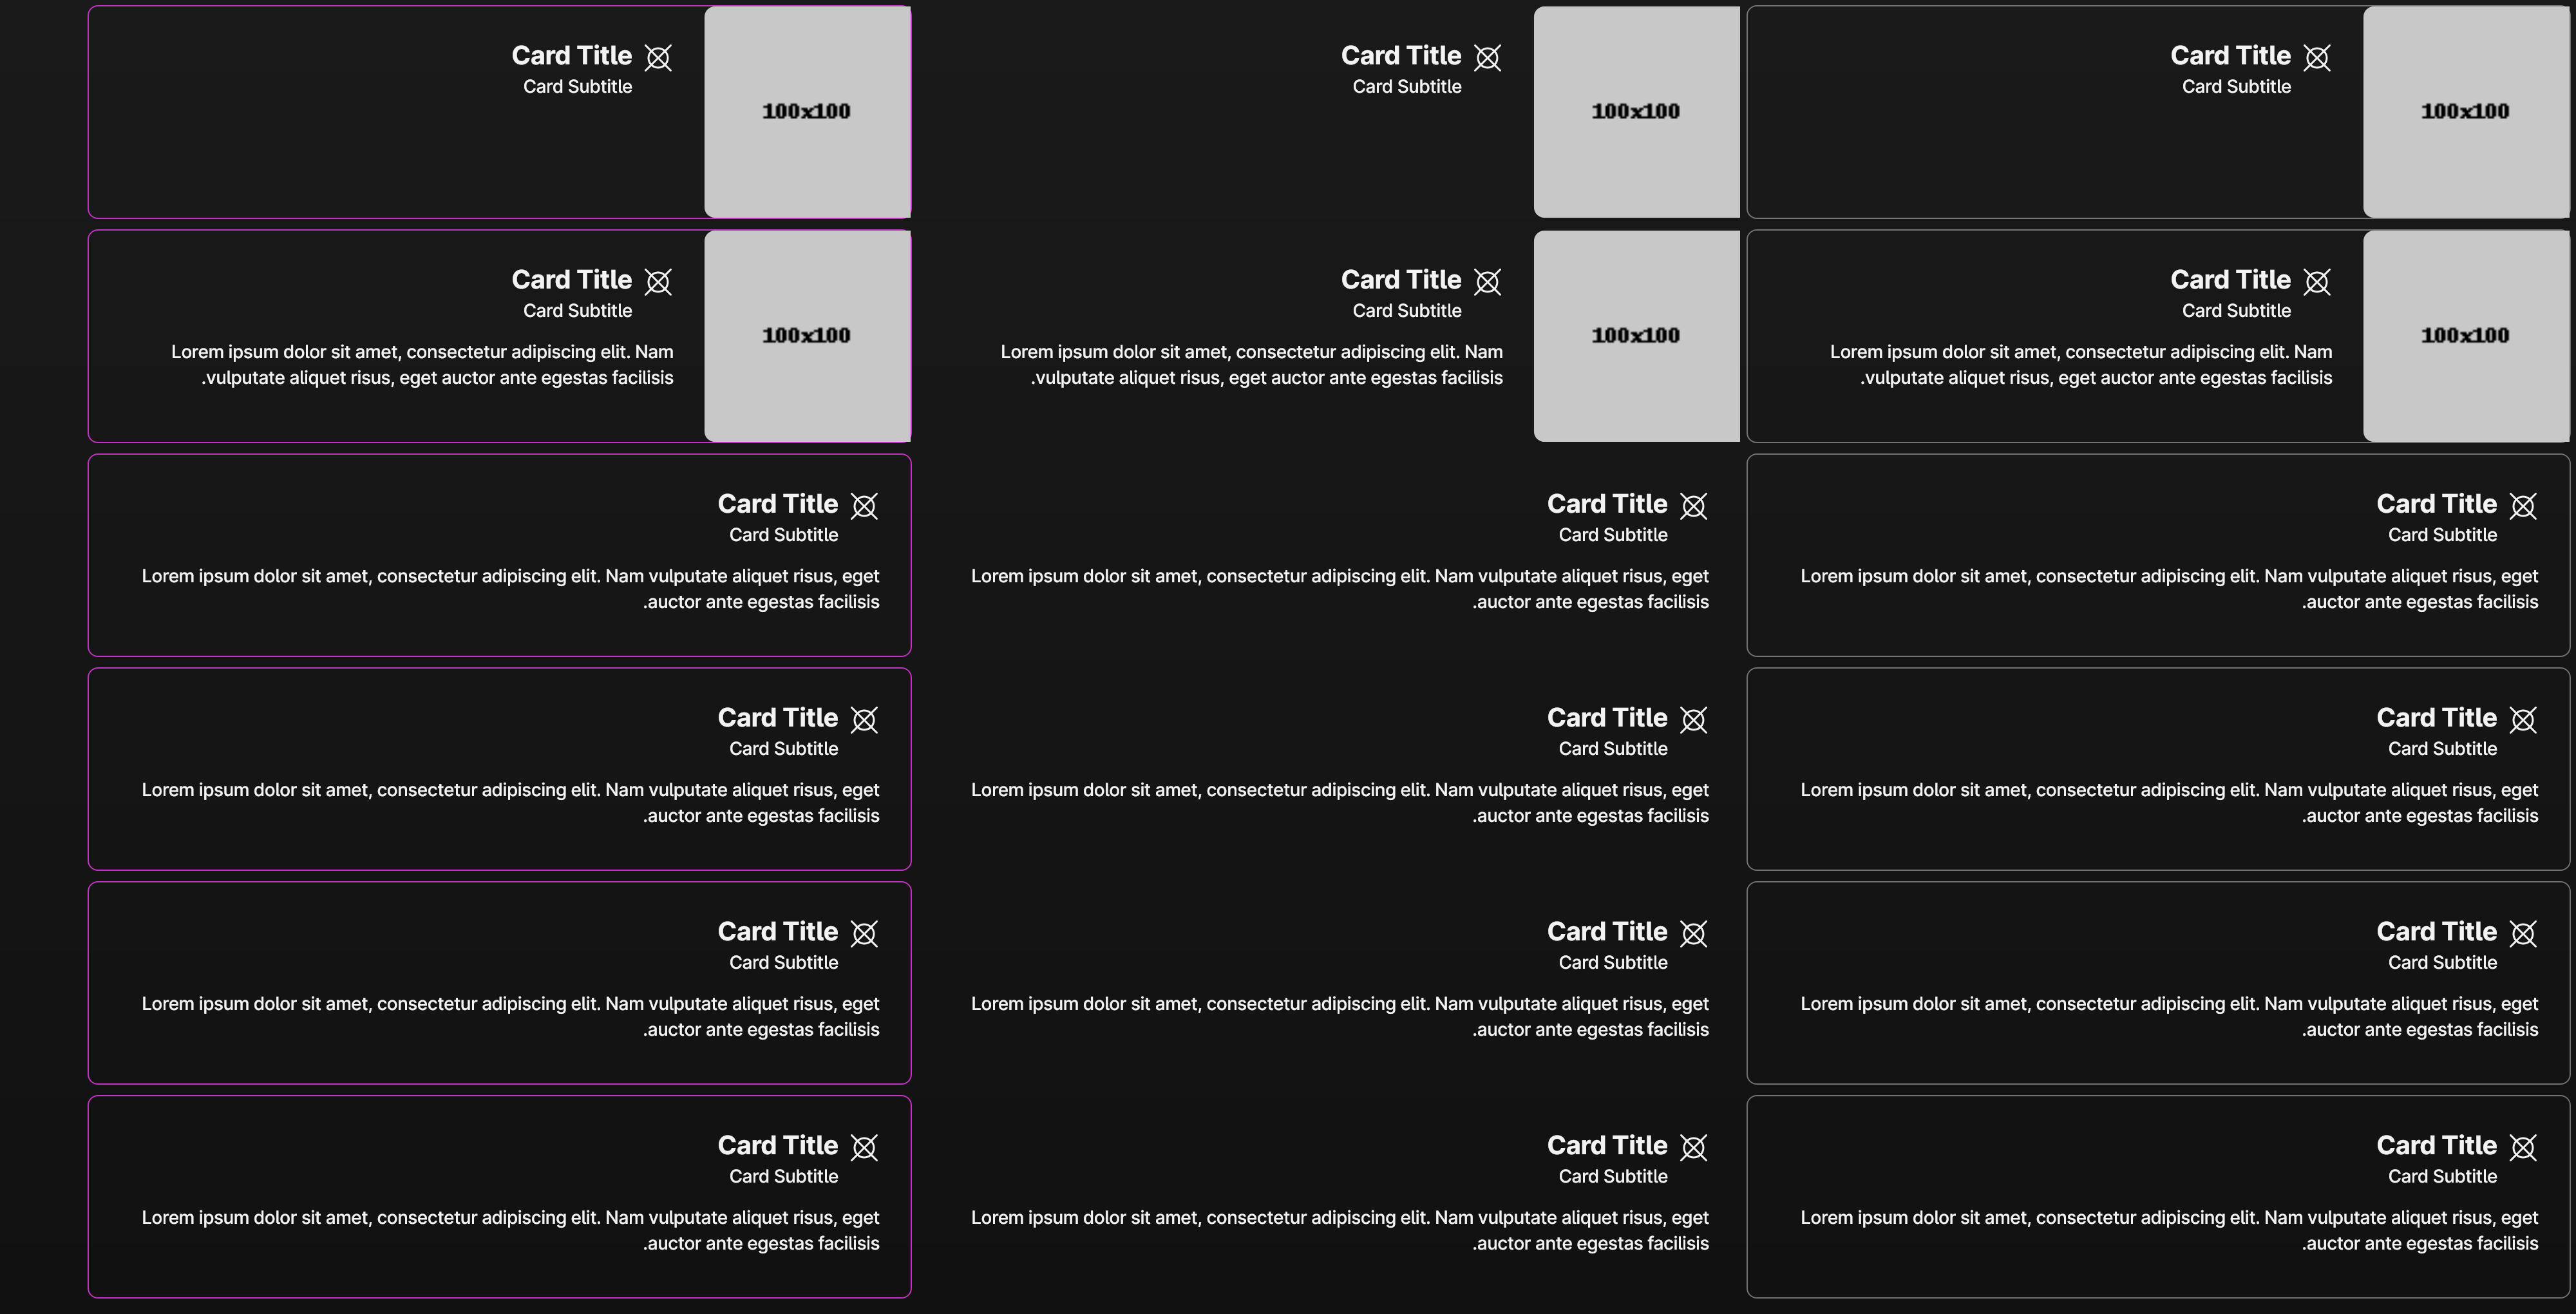 100x100
Card Title
Card Subtitle
100x100
Card Title
Card Subtitle
100x100
Card Title
Card Subtitle
100x100
Card Title
Card Subtitle
Lorem ipsum dolor sit amet, consectetur adipiscing elit. Nam
.vulputate aliquet risus, eget auctor ante egestas facilisis
100x100
Card Title
Card Subtitle
Lorem ipsum dolor sit amet, consectetur adipiscing elit. Nam
.vulputate aliquet risus, eget auctor ante egestas facilisis
100x100
Card Title
Card Subtitle
Lorem ipsum dolor sit amet, consectetur adipiscing elit. Nam
.vulputate aliquet risus, eget auctor ante egestas facilisis
Card Title
Card Subtitle
Lorem ipsum dolor sit amet, consectetur adipiscing elit. Nam vulputate aliquet risus, eget
.auctor ante egestas facilisis
Card Title
Card Subtitle
Lorem ipsum dolor sit amet, consectetur adipiscing elit. Nam vulputate aliquet risus, eget
.auctor ante egestas facilisis
Card Title
Card Subtitle
Lorem ipsum dolor sit amet, consectetur adipiscing elit. Nam vulputate aliquet risus, eget
.auctor ante egestas facilisis
Card Title
Card Subtitle
Lorem ipsum dolor sit amet, consectetur adipiscing elit. Nam vulputate aliquet risus, eget
.auctor ante egestas facilisis
Card Title
Card Subtitle
Lorem ipsum dolor sit amet, consectetur adipiscing elit. Nam vulputate aliquet risus, eget
.auctor ante egestas facilisis
Card Title
Card Subtitle
Lorem ipsum dolor sit amet, consectetur adipiscing elit. Nam vulputate aliquet risus, eget
.auctor ante egestas facilisis
Card Title
Card Subtitle
Lorem ipsum dolor sit amet, consectetur adipiscing elit. Nam vulputate aliquet risus, eget
.auctor ante egestas facilisis
Card Title
Card Subtitle
Lorem ipsum dolor sit amet, consectetur adipiscing elit. Nam vulputate aliquet risus, eget
.auctor ante egestas facilisis
Card Title
Card Subtitle
Lorem ipsum dolor sit amet, consectetur adipiscing elit. Nam vulputate aliquet risus, eget
.auctor ante egestas facilisis
Card Title
Card Subtitle
Lorem ipsum dolor sit amet, consectetur adipiscing elit. Nam vulputate aliquet risus, eget
.auctor ante egestas facilisis
Card Title
Card Subtitle
Lorem ipsum dolor sit amet, consectetur adipiscing elit. Nam vulputate aliquet risus, eget
.auctor ante egestas facilisis
Card Title
Card Subtitle
Lorem ipsum dolor sit amet, consectetur adipiscing elit. Nam vulputate aliquet risus, eget
.auctor ante egestas facilisis